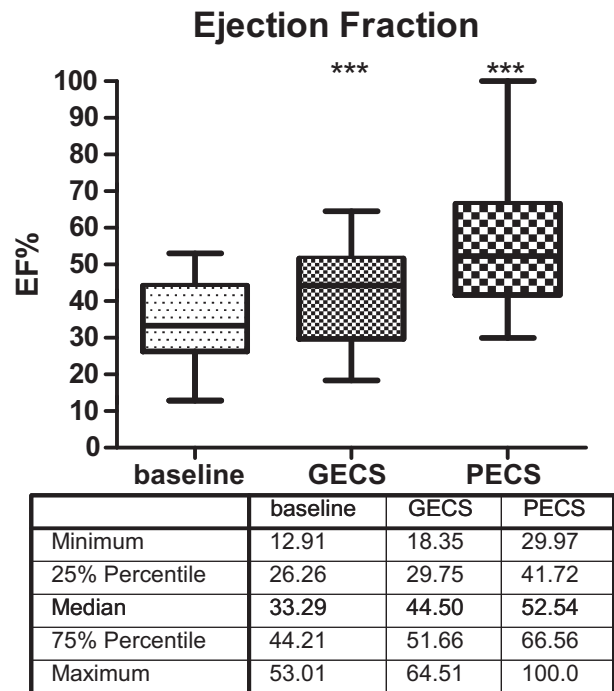 Ejection Fraction
*** ***
100
90
80
70
60
50
40
30
20
10
0
EF%
baseline GECS PECS
baseline GECS PECS
Minimum 12.91 18.35 29.97
25% Percentile 26.26 29.75 41.72
Median 33.29 44.50 52.54
75% Percentile 44.21 51.66 66.56
Maximum 53.01 64.51 100.0